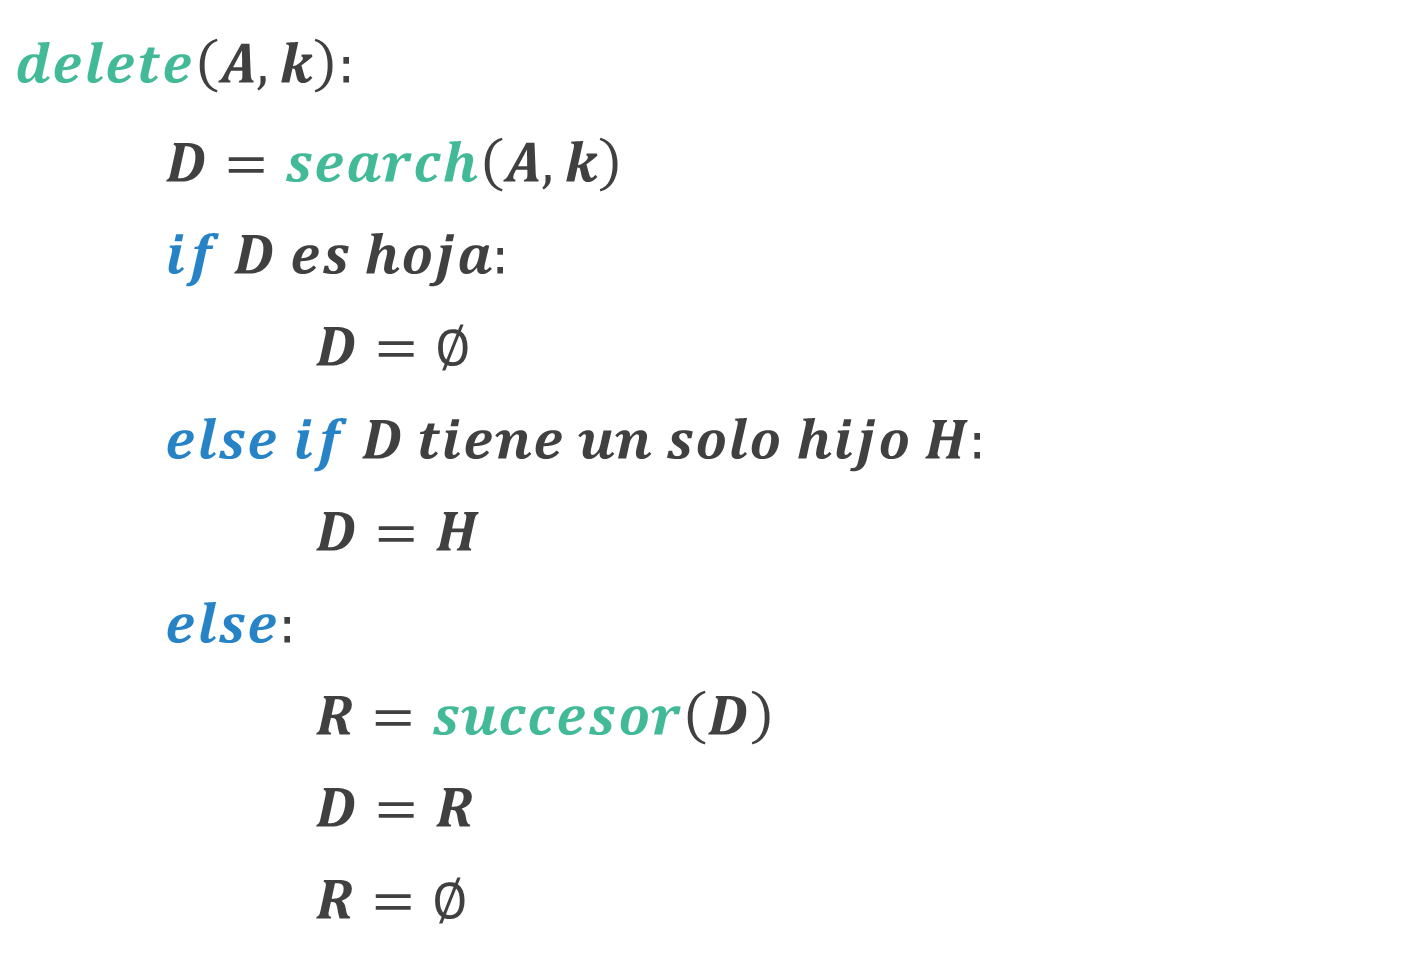 delete(A, k):
D = search(A, k)
if D es hoja:
D = ∅
else if D tiene un solo hijo H:
D = H
else:
R = succesor(D)
D = R
R = ∅